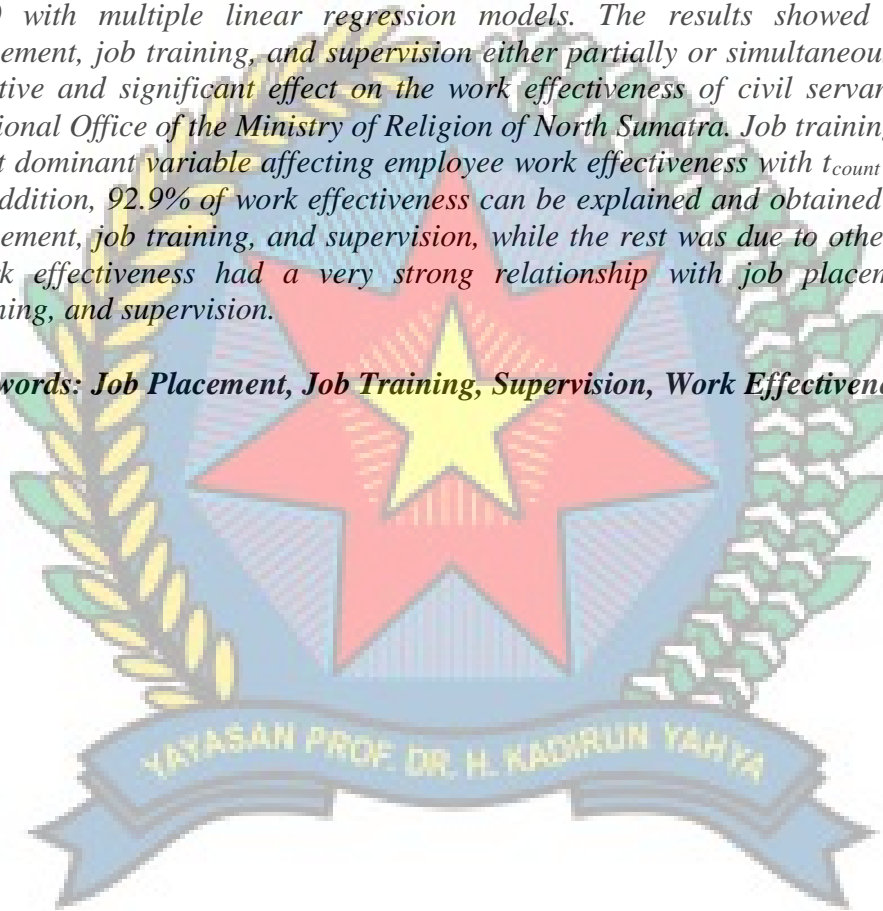 with multiple linear regression models. The results showed
ement, job training, and supervision either partially or simultaneou
tive and significant effect on the work effectiveness of civil servan
ional Office of the Ministry of Religion of North Sumatra. Job training
t dominant variable affecting employee work effectiveness with tcount
ddition, 92.9% of work effectiveness can be explained and obtained
ement, job training, and supervision, while the rest was due to othe
k effectiveness had a very strong relationship with job placem
ning, and supervision.
words: Job Placement, Job Training, Supervision, Work Effectiven
YAYASAN PROF. DR. H. KADIRUN YAHYA